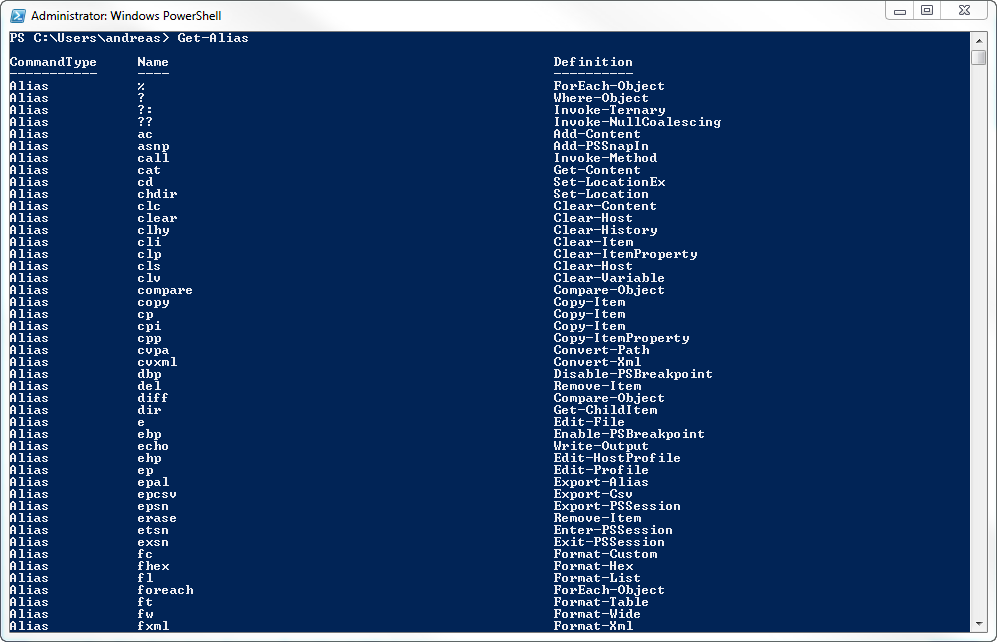 Administrator: Windows PowerShell
PS C:\Users\andreas> Get-Alias
CommandType Name Definition
----------- ---- ----------
Alias % ForEach-Object
Alias ? Where-Object
Alias ?: Invoke-Ternary
Alias ?? Invoke-NullCoalescing
Alias ac Add-Content
Alias asnp Add-PSSnapIn
Alias call Invoke-Method
Alias cat Get-Content
Alias cd Set-LocationEx
Alias chdir Set-Location
Alias clc Clear-Content
Alias clear Clear-Host
Alias clhy Clear-History
Alias cli Clear-Item
Alias clp Clear-ItemProperty
Alias cls Clear-Host
Alias clv Clear-Variable
Alias compare Compare-Object
Alias copy Copy-Item
Alias cp Copy-Item
Alias cpi Copy-Item
Alias cpp Copy-ItemProperty
Alias cvpa Convert-Path
Alias cvxml Convert-Xml
Alias dbp Disable-PSBreakpoint
Alias del Remove-Item
Alias diff Compare-Object
Alias dir Get-ChildItem
Alias e Edit-File
Alias ebp Enable-PSBreakpoint
Alias echo Write-Output
Alias ehp Edit-HostProfile
Alias ep Edit-Profile
Alias epal Export-Alias
Alias epcsv Export-Csv
Alias epsn Export-PSSession
Alias erase Remove-Item
Alias etsn Enter-PSSession
Alias exsn Exit-PSSession
Alias fc Format-Custom
Alias fhex Format-Hex
Alias fl Format-List
Alias foreach ForEach-Object
Alias ft Format-Table
Alias fw Format-Wide
Alias fxml Format-Xml